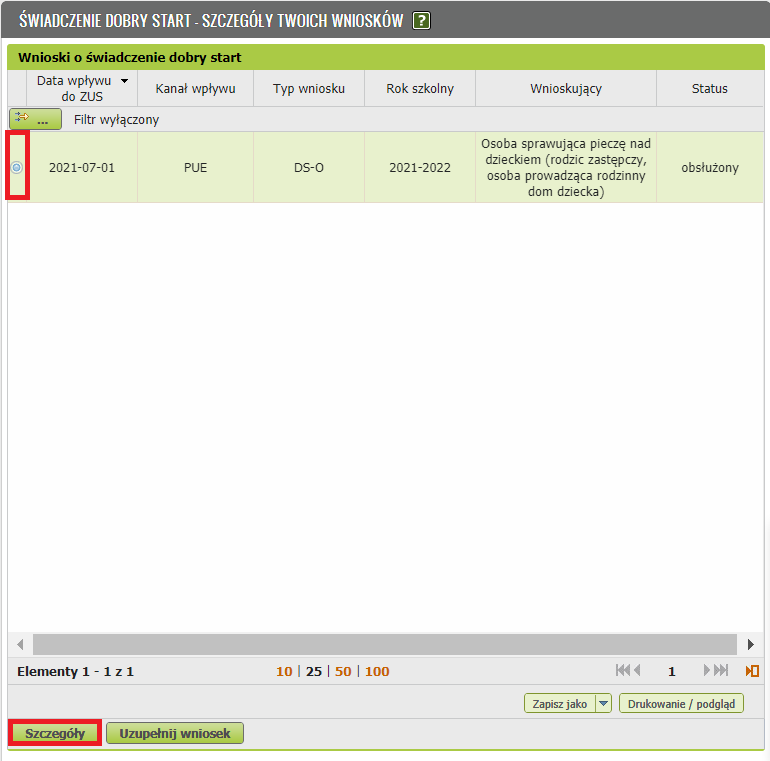 ŚWIADCZENIE DOBRY START - SZCZEGÓŁY TWOICH WNIOSKÓW ?
Wnioski o świadczenie dobry start
Data wpływu
do ZUS
Kanał wpływu
Typ wniosku
Rok szkolny
Wnioskujący
Status
... Filtr wyłączony
2021-07-01
PUE
DS-O
2021-2022
Osoba sprawująca pieczę nad
dzieckiem (rodzic zastępczy,
osoba prowadząca rodzinny
dom dziecka)
obsłużony
Elementy 1 - 1 z 1
10 | 25 | 50 | 100
1
Zapisz jako
Drukowanie / podgląd
Szczegóły
Uzupełnij wniosek